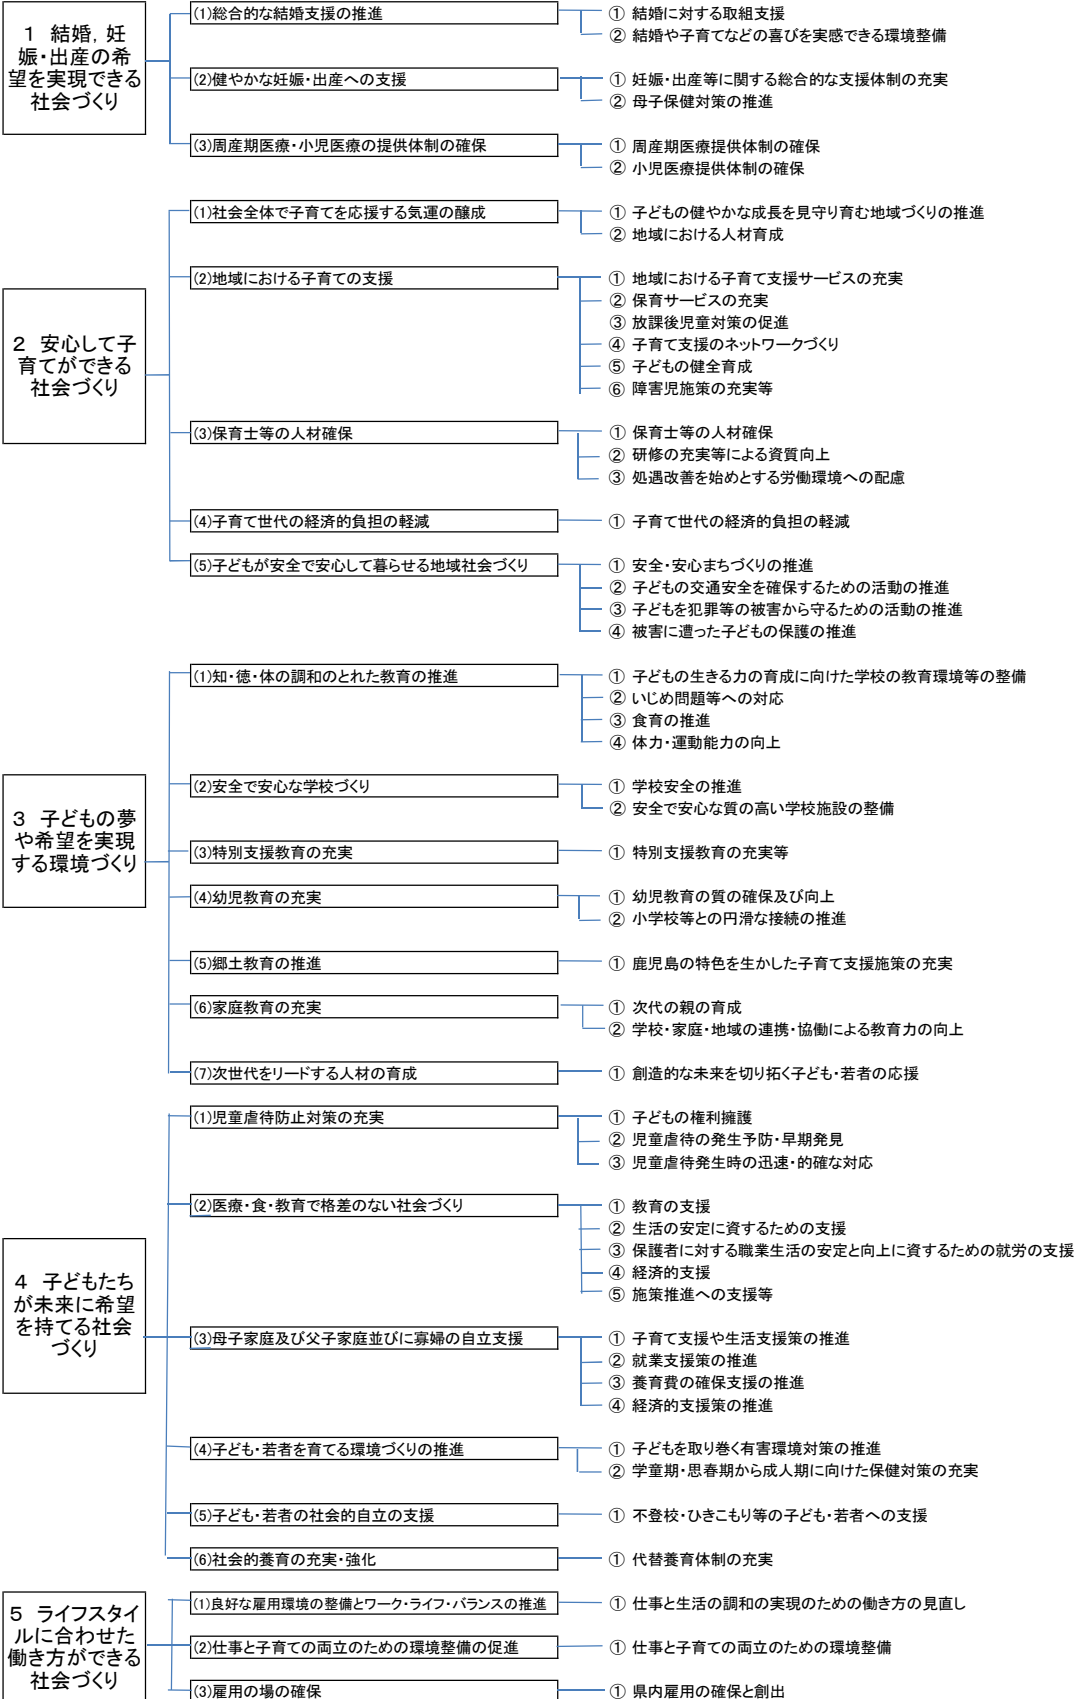 1　結婚，妊
娠・出産の希
望を実現できる
社会づくり
(1)総合的な結婚支援の推進
① 結婚に対する取組支援
② 結婚や子育てなどの喜びを実感できる環境整備
(2)健やかな妊娠・出産への支援
① 妊娠・出産等に関する総合的な支援体制の充実
② 母子保健対策の推進
(3)周産期医療・小児医療の提供体制の確保
① 周産期医療提供体制の確保
② 小児医療提供体制の確保
2　安心して子
育てができる
社会づくり
(1)社会全体で子育てを応援する気運の醸成
① 子どもの健やかな成長を見守り育む地域づくりの推進
② 地域における人材育成
(2)地域における子育ての支援
① 地域における子育て支援サービスの充実
② 保育サービスの充実
③ 放課後児童対策の促進
④ 子育て支援のネットワークづくり
⑤ 子どもの健全育成
⑥ 障害児施策の充実等
(3)保育士等の人材確保
① 保育士等の人材確保
② 研修の充実等による資質向上
③ 処遇改善を始めとする労働環境への配慮
(4)子育て世代の経済的負担の軽減
① 子育て世代の経済的負担の軽減
(5)子どもが安全で安心して暮らせる地域社会づくり
① 安全・安心まちづくりの推進
② 子どもの交通安全を確保するための活動の推進
③ 子どもを犯罪等の被害から守るための活動の推進
④ 被害に遭った子どもの保護の推進
3　子どもの夢
や希望を実現
する環境づくり
(1)知・徳・体の調和のとれた教育の推進
① 子どもの生きる力の育成に向けた学校の教育環境等の整備
② いじめ問題等への対応
③ 食育の推進
④ 体力・運動能力の向上
(2)安全で安心な学校づくり
① 学校安全の推進
② 安全で安心な質の高い学校施設の整備
(3)特別支援教育の充実
① 特別支援教育の充実等
(4)幼児教育の充実
① 幼児教育の質の確保及び向上
② 小学校等との円滑な接続の推進
(5)郷土教育の推進
① 鹿児島の特色を生かした子育て支援施策の充実
(6)家庭教育の充実
① 次代の親の育成
② 学校・家庭・地域の連携・協働による教育力の向上
(7)次世代をリードする人材の育成
① 創造的な未来を切り拓く子ども・若者の応援
4　子どもたち
が未来に希望
を持てる社会
づくり
(1)児童虐待防止対策の充実
① 子どもの権利擁護
② 児童虐待の発生予防・早期発見
③ 児童虐待発生時の迅速・的確な対応
(2)医療・食・教育で格差のない社会づくり
① 教育の支援
② 生活の安定に資するための支援
③ 保護者に対する職業生活の安定と向上に資するための就労の支援
④ 経済的支援
⑤ 施策推進への支援等
(3)母子家庭及び父子家庭並びに寡婦の自立支援
① 子育て支援や生活支援策の推進
② 就業支援策の推進
③ 養育費の確保支援の推進
④ 経済的支援策の推進
(4)子ども・若者を育てる環境づくりの推進
① 子どもを取り巻く有害環境対策の推進
② 学童期・思春期から成人期に向けた保健対策の充実
(5)子ども・若者の社会的自立の支援
① 不登校・ひきこもり等の子ども・若者への支援
(6)社会的養育の充実・強化
① 代替養育体制の充実
5　ライフスタイ
ルに合わせた
働き方ができる
社会づくり
(1)良好な雇用環境の整備とワーク・ライフ・バランスの推進
① 仕事と生活の調和の実現のための働き方の見直し
(2)仕事と子育ての両立のための環境整備の促進
① 仕事と子育ての両立のための環境整備
(3)雇用の場の確保
① 県内雇用の確保と創出